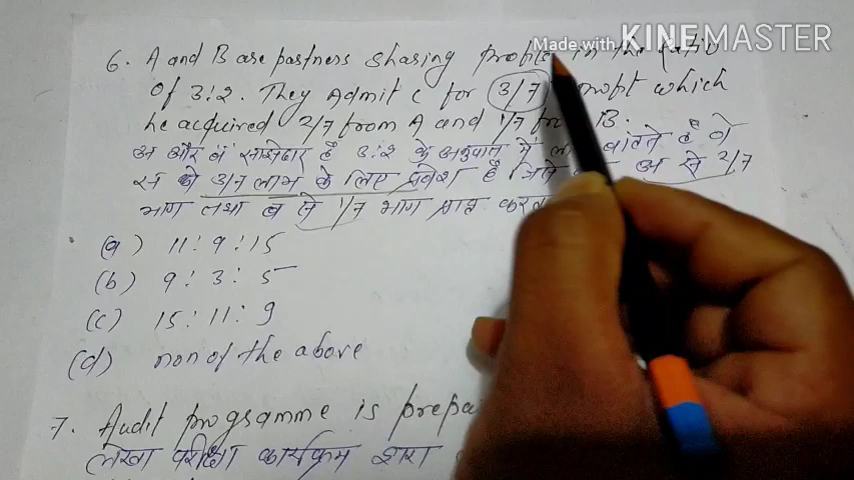 Made with KINEMASTER
6. A and B are partners sharing profits in the ratio
of 3:2. They Admit C for 3/7 profit which
he acquired 2/7 from A and 1/7 from B.
अ और ब साझेदार हैं 3:2 के अनुपात में लाभ बांटते हैं वे
स को 3/7 लाभ के लिए प्रवेश है जिसे अ से 2/7
भाग तथा ब से 1/7 भाग प्राप्त
(a) 11:9:15
(b) 9:3:5
(c) 15:11:9
(d) non of the above
7. Audit programme is
लेखा परीक्षा कार्यक्रम द्वारा